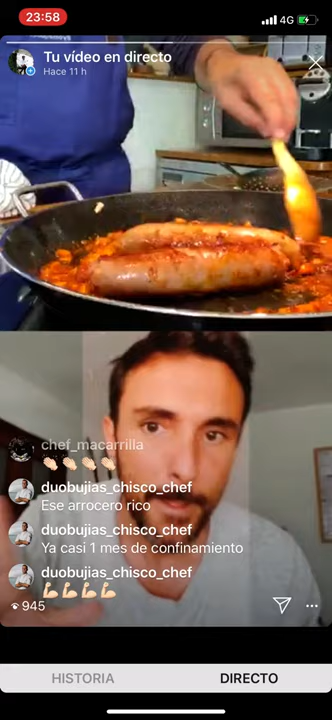 23:58
4G
Tu vídeo en directo
Hace 11 h
chef_macarrilla
👏🏻👏🏻👏🏻👏🏻
duobujias_chisco_chef
Ese arrocero rico
duobujias_chisco_chef
Ya casi 1 mes de confinamiento
duobujias_chisco_chef
💪🏼💪🏼💪🏼💪🏼
945
HISTORIA
DIRECTO